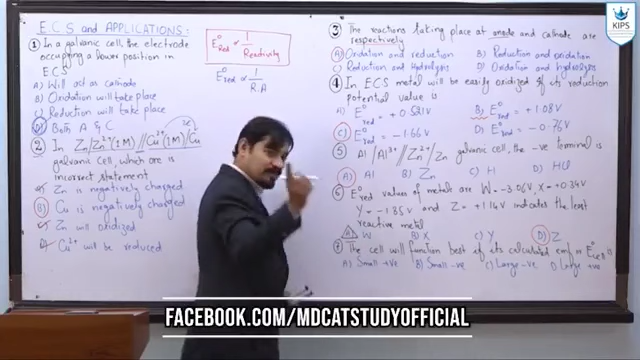 E.C.S and APPLICATIONS:
① In a galvanic cell, the electrode
occupying a lower position in
ECS
A) Will act as cathode
B) Oxidation will take place
C) Reduction will take place
D) Both A & C
② In Zn/Zn²⁺(1M) // Cu²⁺(1M)/Cu
galvanic cell, which one is
incorrect statement
A) Zn is negatively charged
B) Cu is negatively charged
C) Zn will oxidized
D) Cu²⁺ will be reduced
E°red ∝ 1/Reactivity
E°red ∝ 1/R.A
③ The reactions taking place at anode and cathode are
respectively
A) Oxidation and reduction B) Reduction and oxidation
C) Reduction and Hydrolysis D) Oxidation and hydrolysis
④ In ECS metal will be easily oxidized if its reduction
potential value is
A) E°red = + 0.521V B) E°red = +1.08V
C) E°red = -1.66V D) E°red = -0.76V
⑤ Al/Al³⁺//Zn²⁺/Zn galvanic cell, the -ve terminal is
A) Al B) Zn C) H D) HCl
⑥ E°red values of metals are W = -3.05V, X = +0.34V
Y = -1.35V and Z = +1.14V indicates the least
reactive metal
A) W B) X C) Y D) Z
⑦ The cell will function best if its calculated emf or E°cell is
A) Small +ve B) Small -ve C) Large -ve D) Large +ve
KIPS
FACEBOOK.COM/MDCATSTUDYOFFICIAL